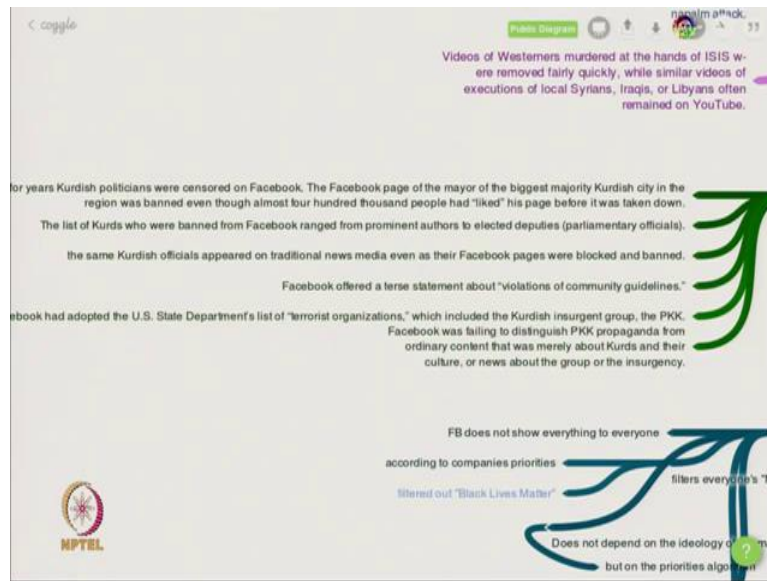 napalm attack.
< coggle
Public Diagram
Videos of Westerners murdered at the hands of ISIS w-
ere removed fairly quickly, while similar videos of
executions of local Syrians, Iraqis, or Libyans often
remained on YouTube.
for years Kurdish politicians were censored on Facebook. The Facebook page of the mayor of the biggest majority Kurdish city in the
region was banned even though almost four hundred thousand people had "liked" his page before it was taken down.
The list of Kurds who were banned from Facebook ranged from prominent authors to elected deputies (parliamentary officials).
the same Kurdish officials appeared on traditional news media even as their Facebook pages were blocked and banned.
Facebook offered a terse statement about "violations of community guidelines."
ebook had adopted the U.S. State Department's list of "terrorist organizations," which included the Kurdish insurgent group, the PKK.
Facebook was failing to distinguish PKK propaganda from
ordinary content that was merely about Kurds and their
culture, or news about the group or the insurgency.
FB does not show everything to everyone
according to companies priorities
filters everyone's
filtered out "Black Lives Matter"
Does not depend on the ideology
but on the priorities
?
NPTEL